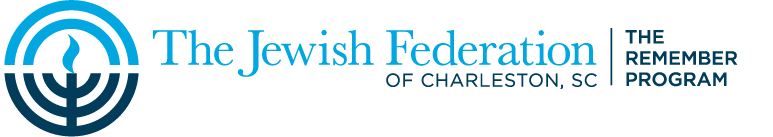 The Jewish Federation
OF CHARLESTON, SC
THE
REMEMBER
PROGRAM